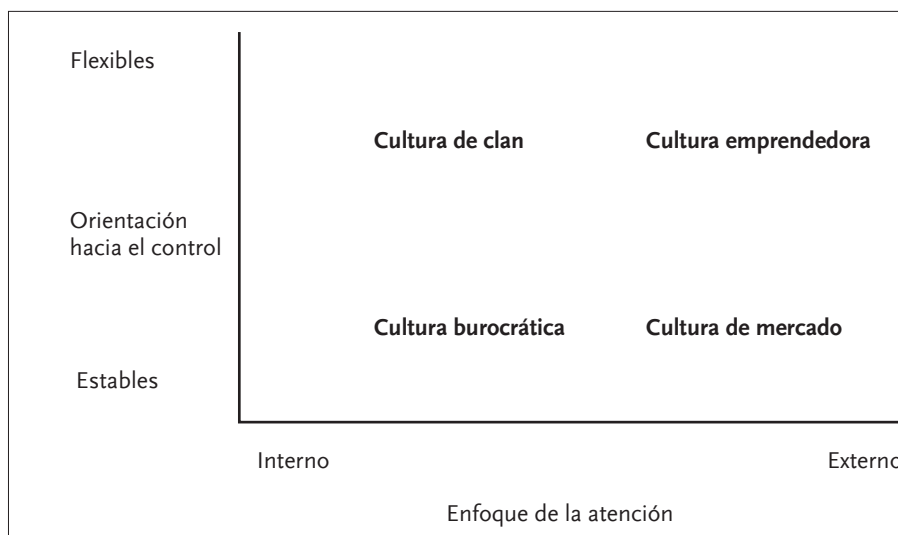 Flexibles
Cultura de clan
Cultura emprendedora
Orientación
hacia el control
Cultura burocrática
Cultura de mercado
Estables
Interno
Externo
Enfoque de la atención